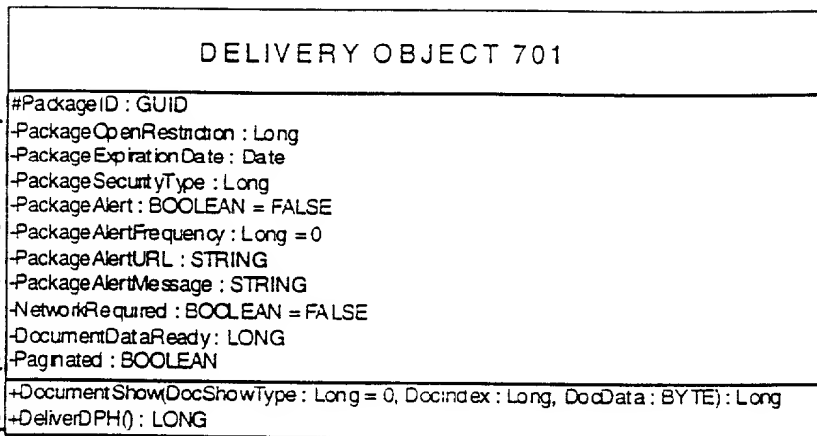 DELIVERY OBJECT 701
#PackageID : GUID
-PackageOpenRestriction : Long
-PackageExpirationDate : Date
-PackageSecurityType : Long
-PackageAlert : BOOLEAN = FALSE
-PackageAlertFrequency : Long = 0
-PackageAlertURL : STRING
-PackageAlertMessage : STRING
-NetworkRequired : BOOLEAN = FALSE
-DocumentDataReady : LONG
-Paginated : BOOLEAN
+DocumentShow(DocShowType : Long = 0, DocIndex : Long, DocData : BYTE) : Long
+DeliverDPH() : LONG